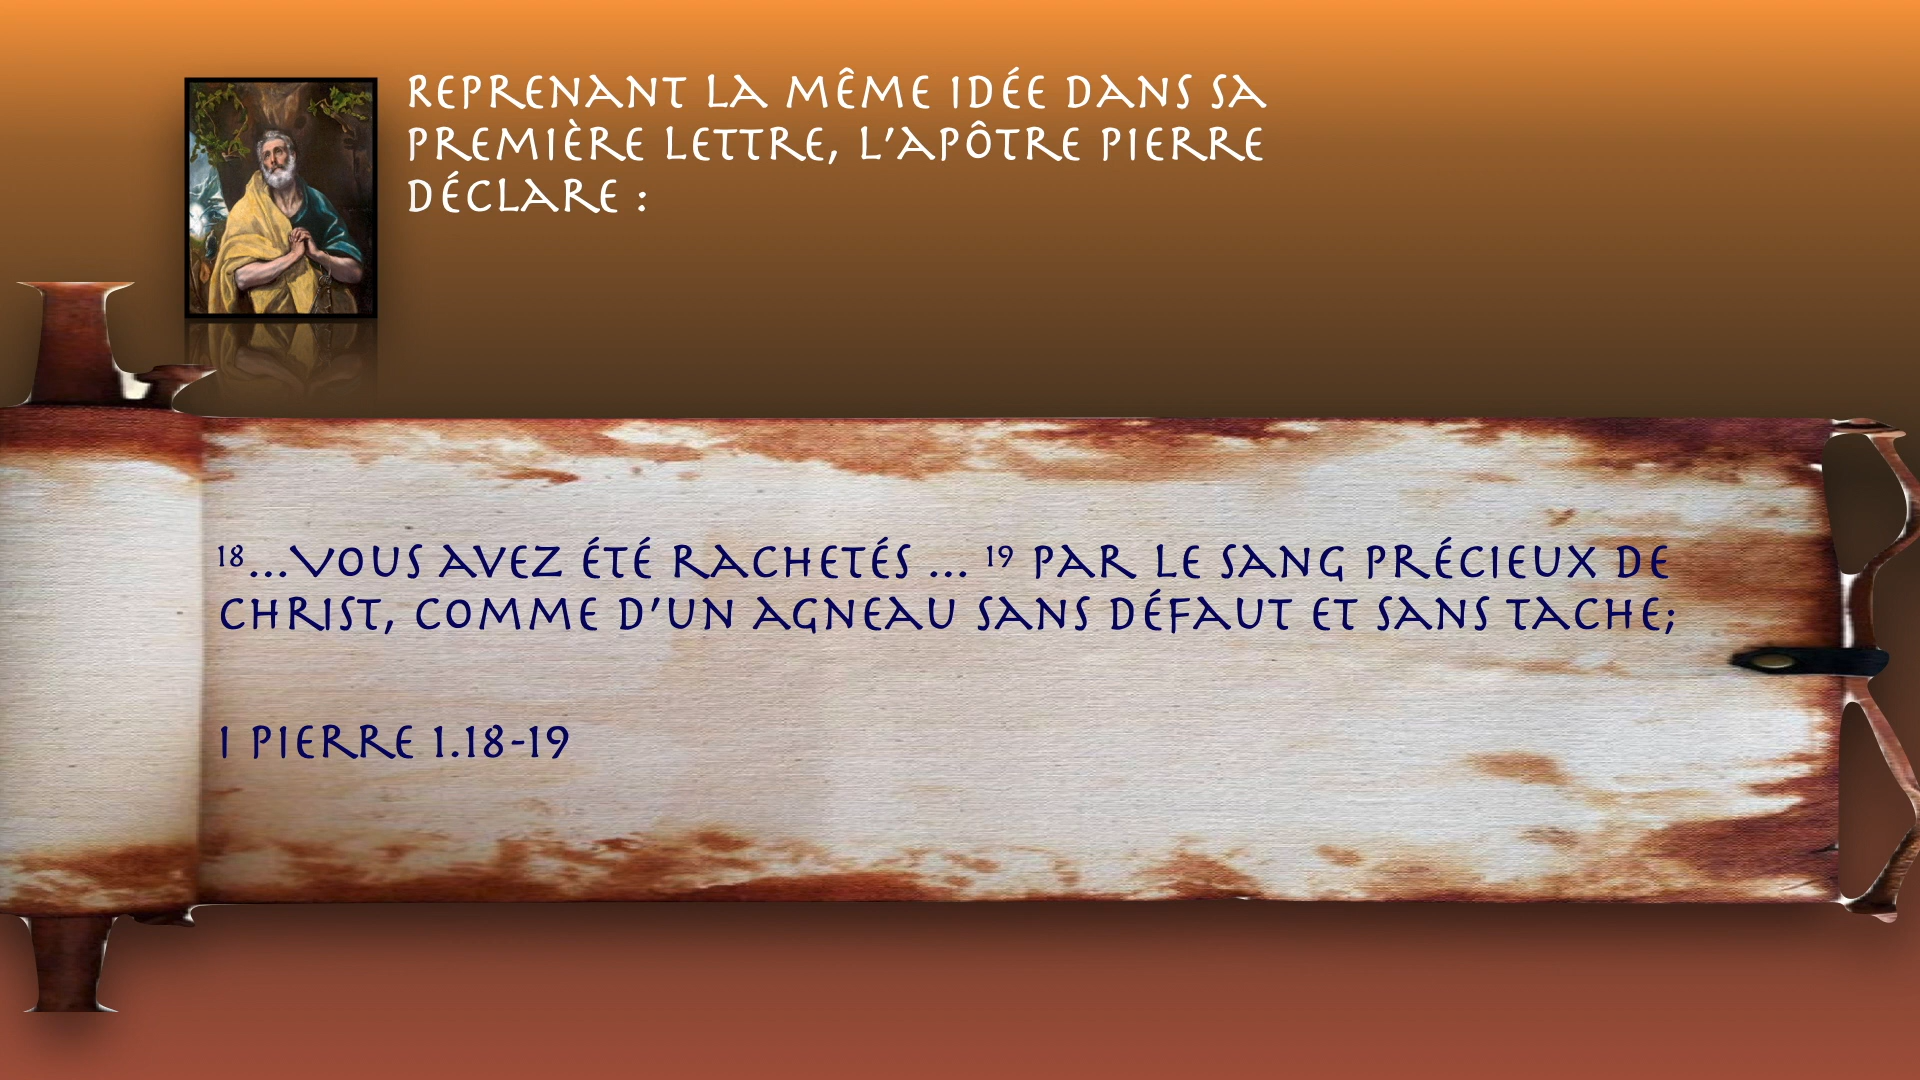 Reprenant la même idée dans sa
première lettre, l’apôtre Pierre
déclare :
18...Vous avez été rachetés ... 19 par le sang précieux de
Christ, comme d’un agneau sans défaut et sans tache;
1 Pierre 1.18-19